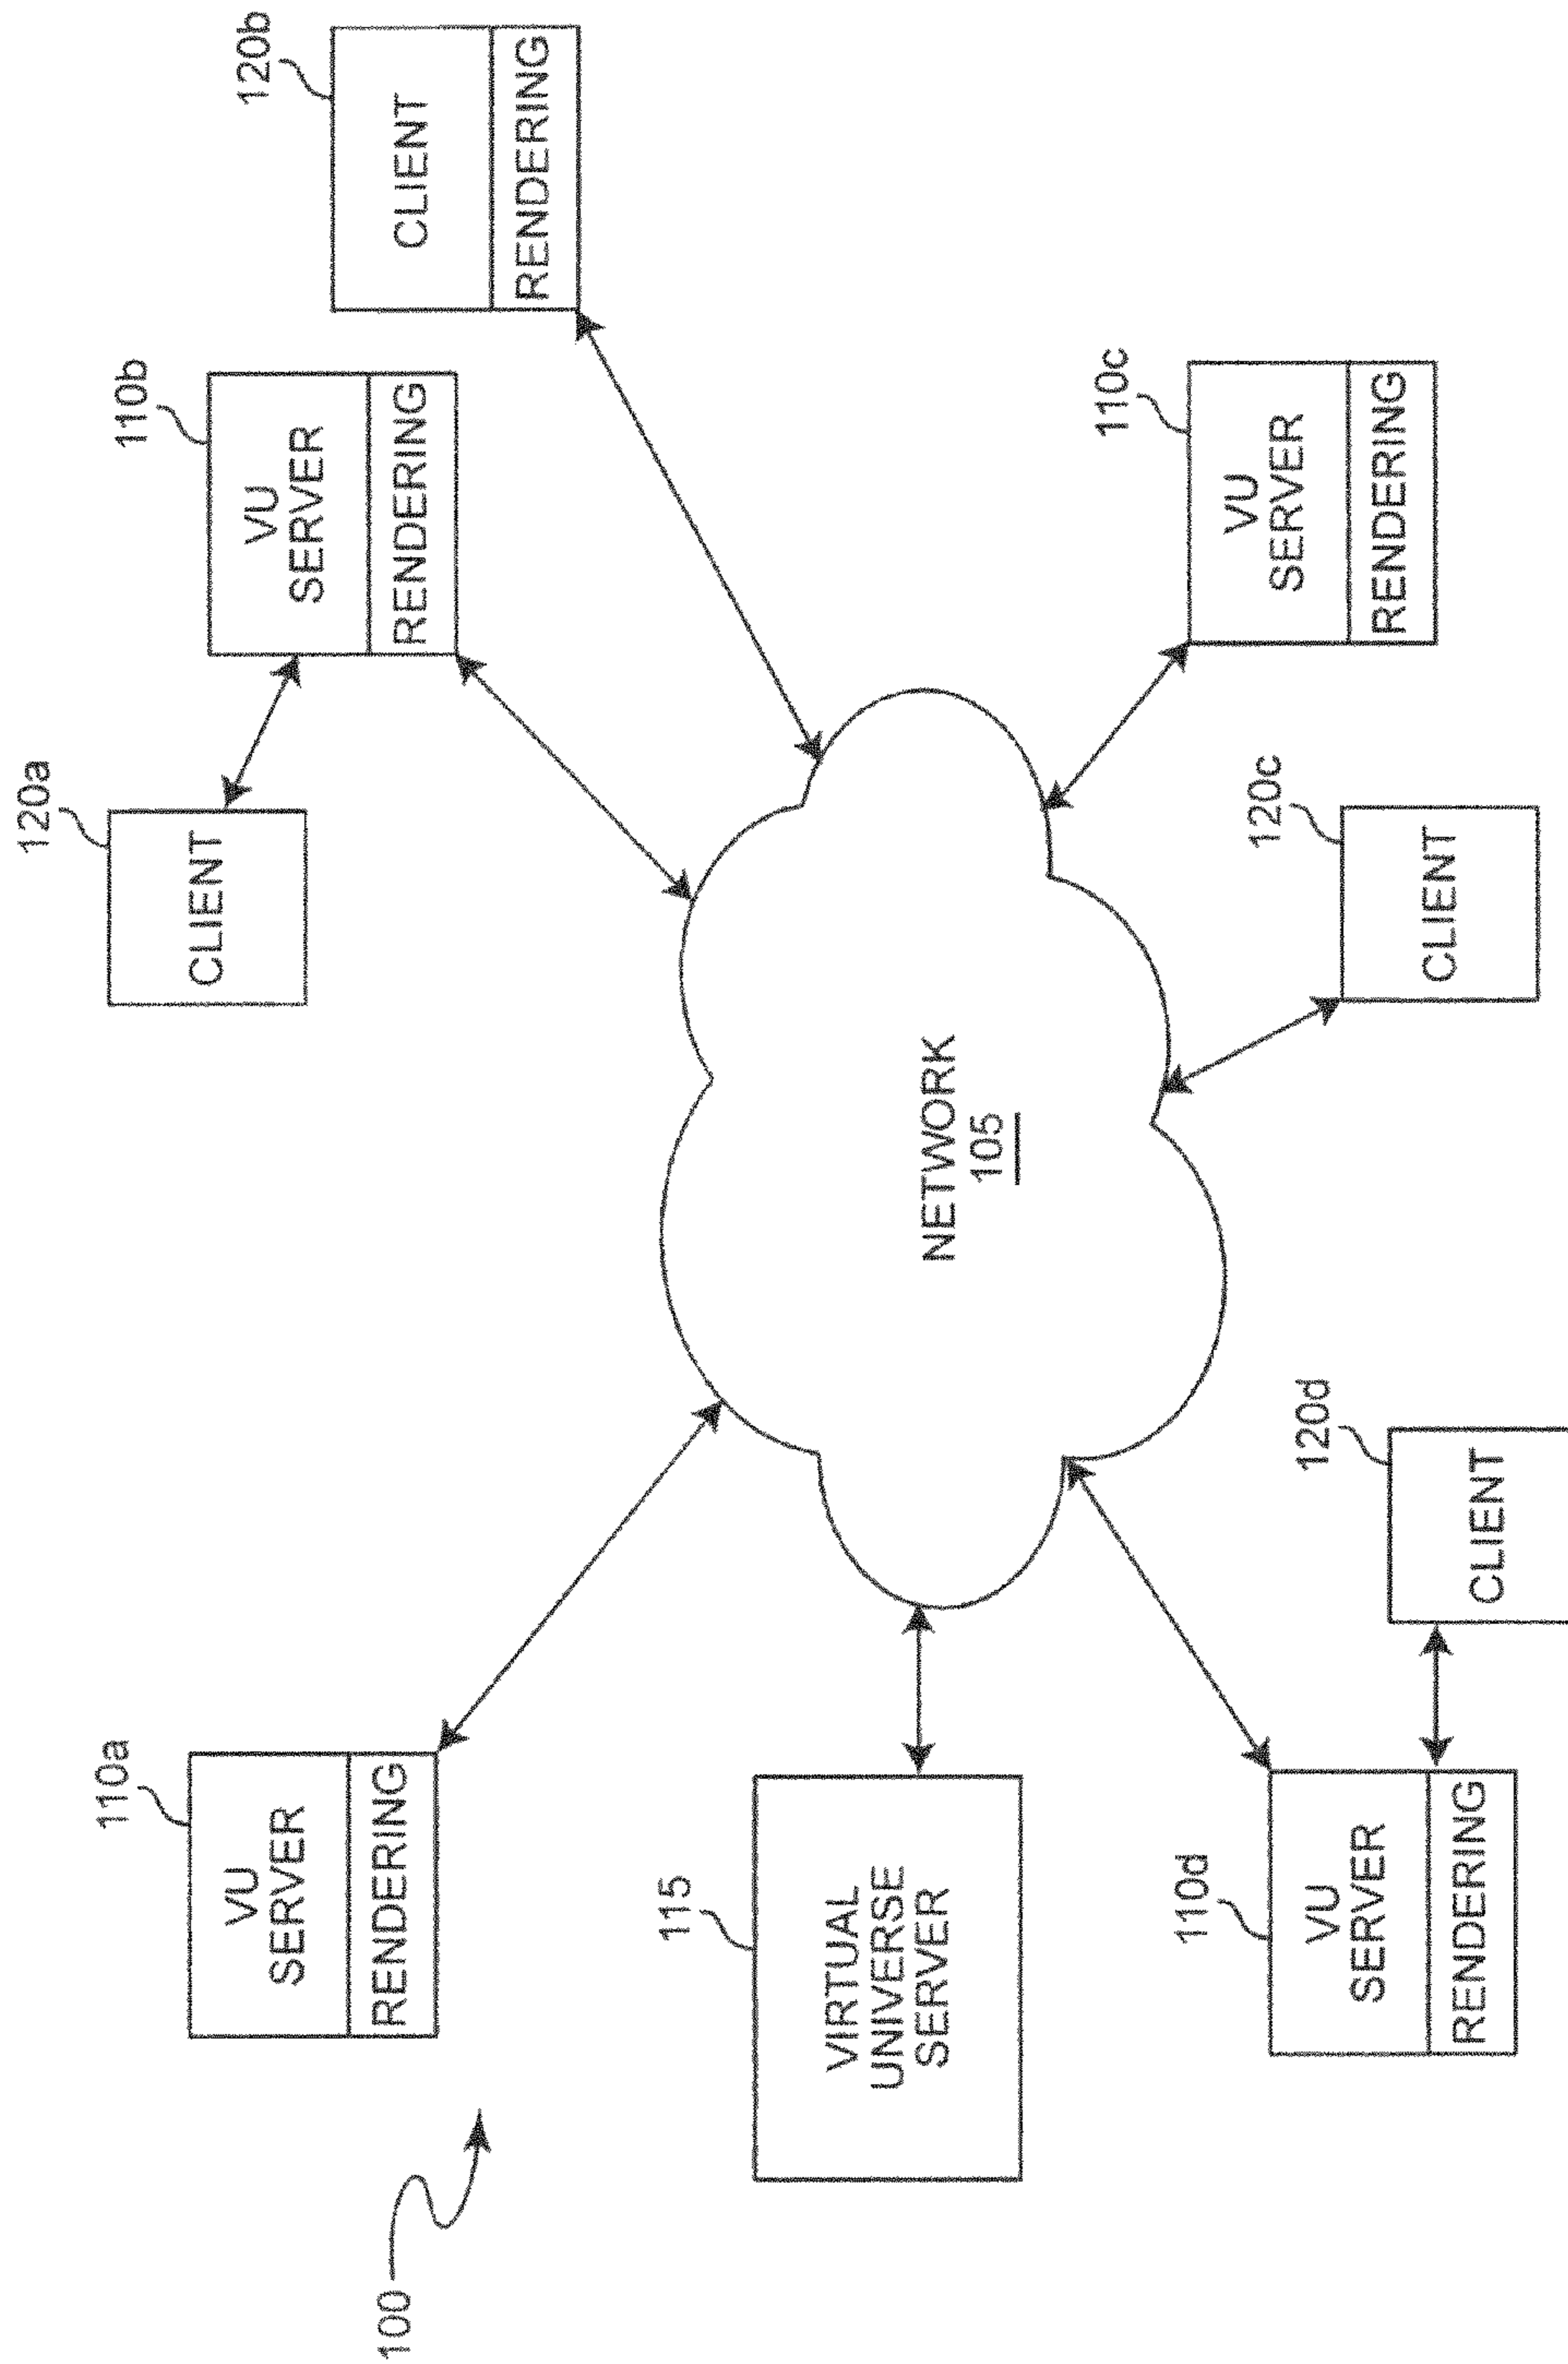 100
110a
VU
SERVER
RENDERING
120a
CLIENT
110b
VU
SERVER
RENDERING
120b
CLIENT
RENDERING
115
VIRTUAL
UNIVERSE
SERVER
NETWORK
105
110d
VU
SERVER
RENDERING
120d
CLIENT
120c
CLIENT
110c
VU
SERVER
RENDERING